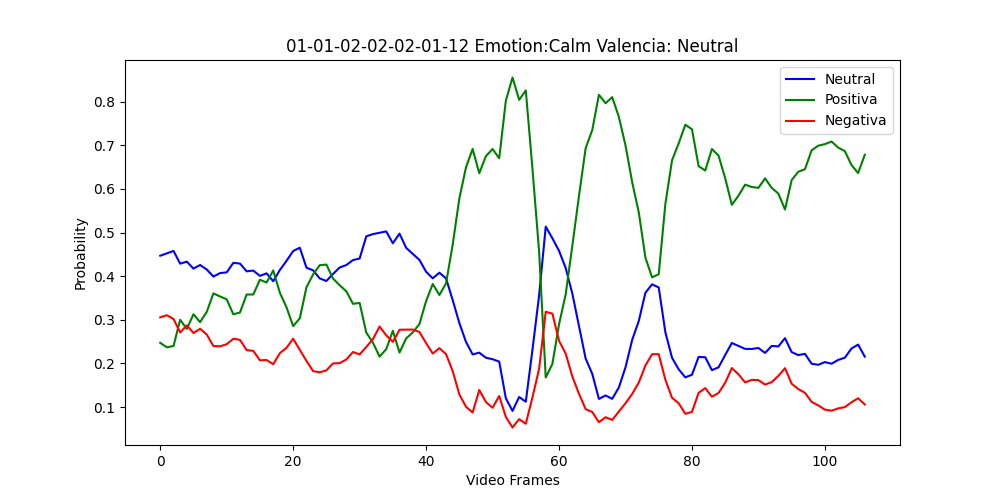 01-01-02-02-02-01-12 Emotion:Calm Valencia: Neutral
Neutral
Positiva
Negativa
Probability
0.8
0.7
0.6
0.5
0.4
0.3
0.2
0.1
0 20 40 60 80 100
Video Frames